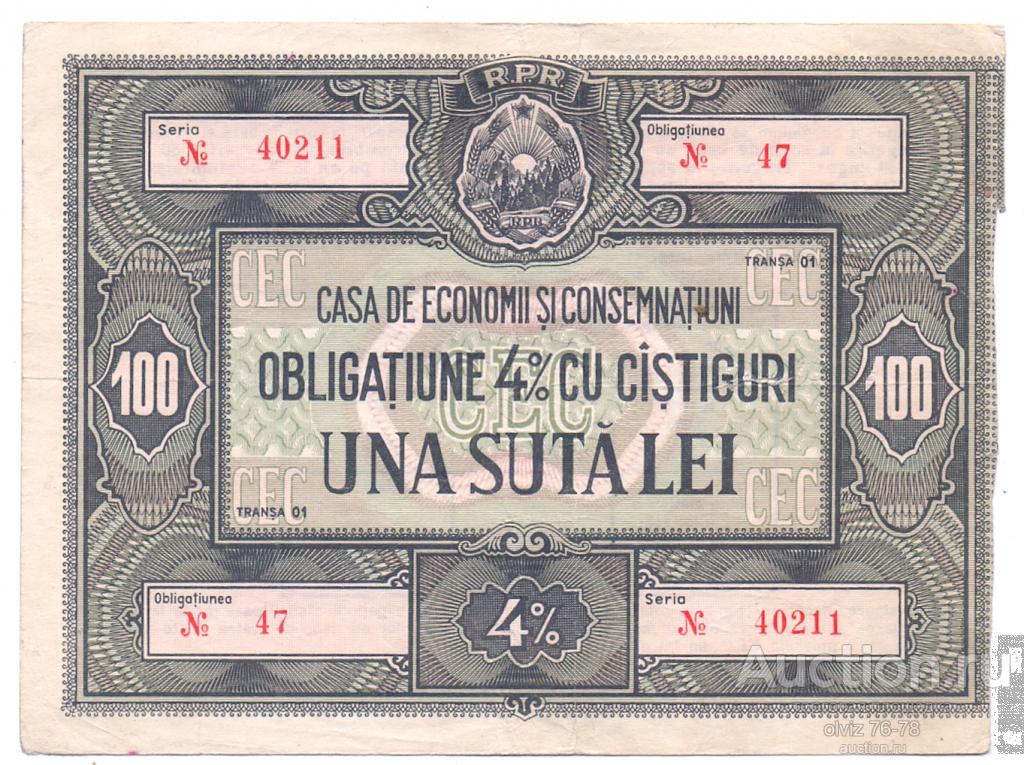 R.P.R.
Seria
№ 40211
Obligațiunea
№ 47
RPR
TRANȘA 01
CEC CEC
CASA DE ECONOMII ȘI CONSEMNAȚIUNI
OBLIGAȚIUNE 4% CU CÎȘTIGURI
100 100
CEC
UNA SUTĂ LEI
CEC CEC
TRANȘA 01
Obligațiunea
№ 47
4%
Seria
№ 40211
Auction.ru
olviz 76-78
auction.ru